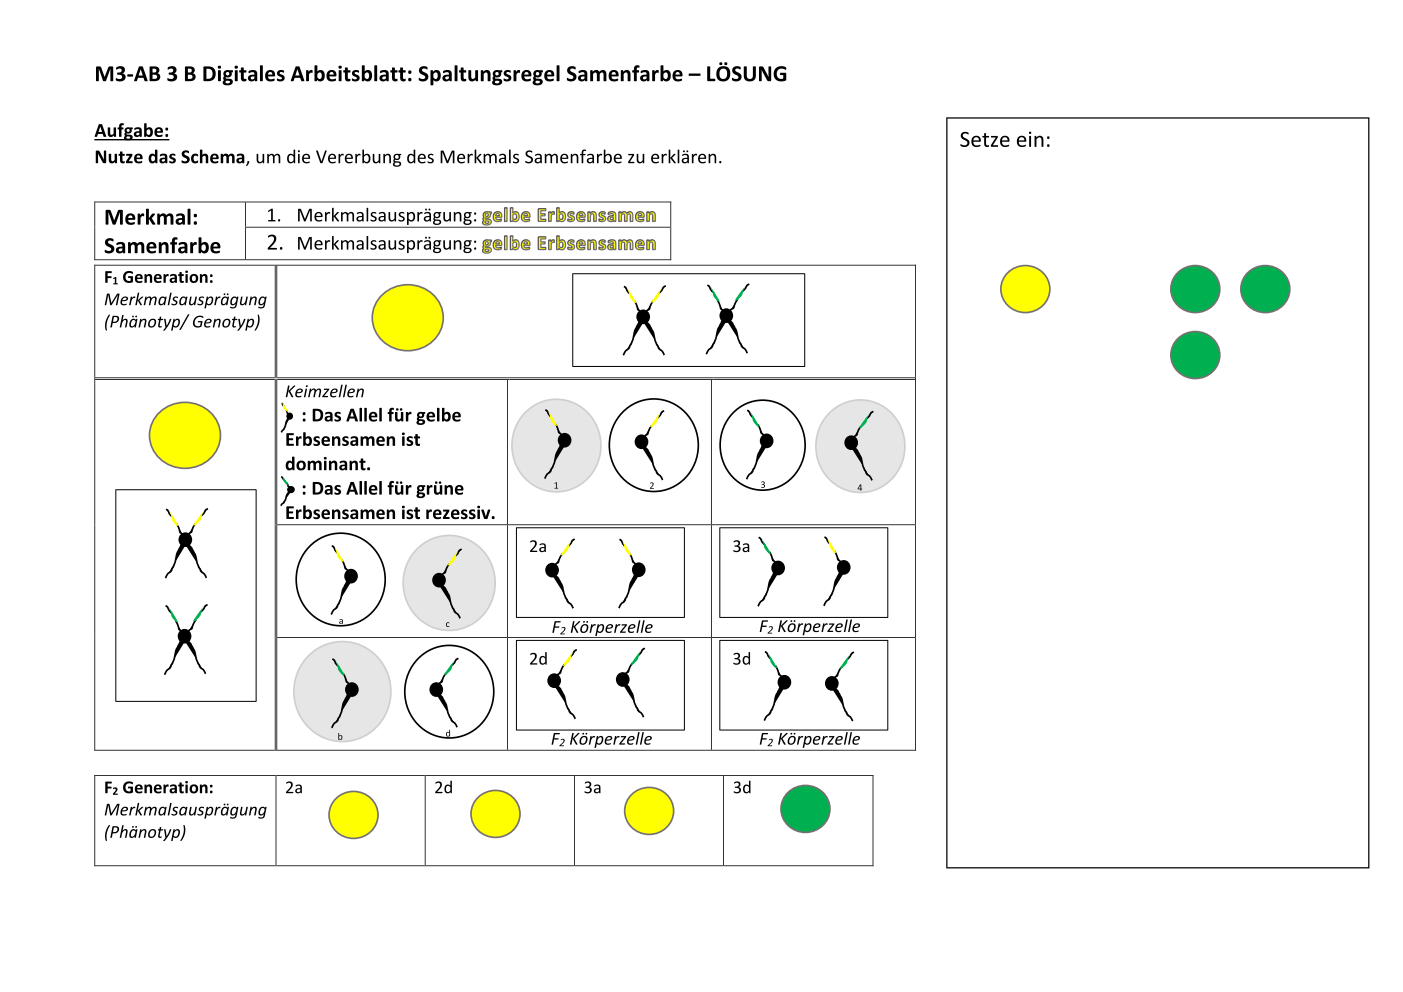 M3-AB 3 B Digitales Arbeitsblatt: Spaltungsregel Samenfarbe – LÖSUNG
Aufgabe:
Nutze das Schema, um die Vererbung des Merkmals Samenfarbe zu erklären.
Setze ein:
Merkmal:
Samenfarbe
1. Merkmalsausprägung: gelbe Erbsensamen
2. Merkmalsausprägung: gelbe Erbsensamen
F₁ Generation:
Merkmalsausprägung
(Phänotyp/ Genotyp)
Keimzellen
: Das Allel für gelbe
Erbsensamen ist
dominant.
: Das Allel für grüne
Erbsensamen ist rezessiv.
1
2
3
4
a
c
2a
F₂ Körperzelle
3a
F₂ Körperzelle
b
d
2d
F₂ Körperzelle
3d
F₂ Körperzelle
F₂ Generation:
Merkmalsausprägung
(Phänotyp)
2a
2d
3a
3d